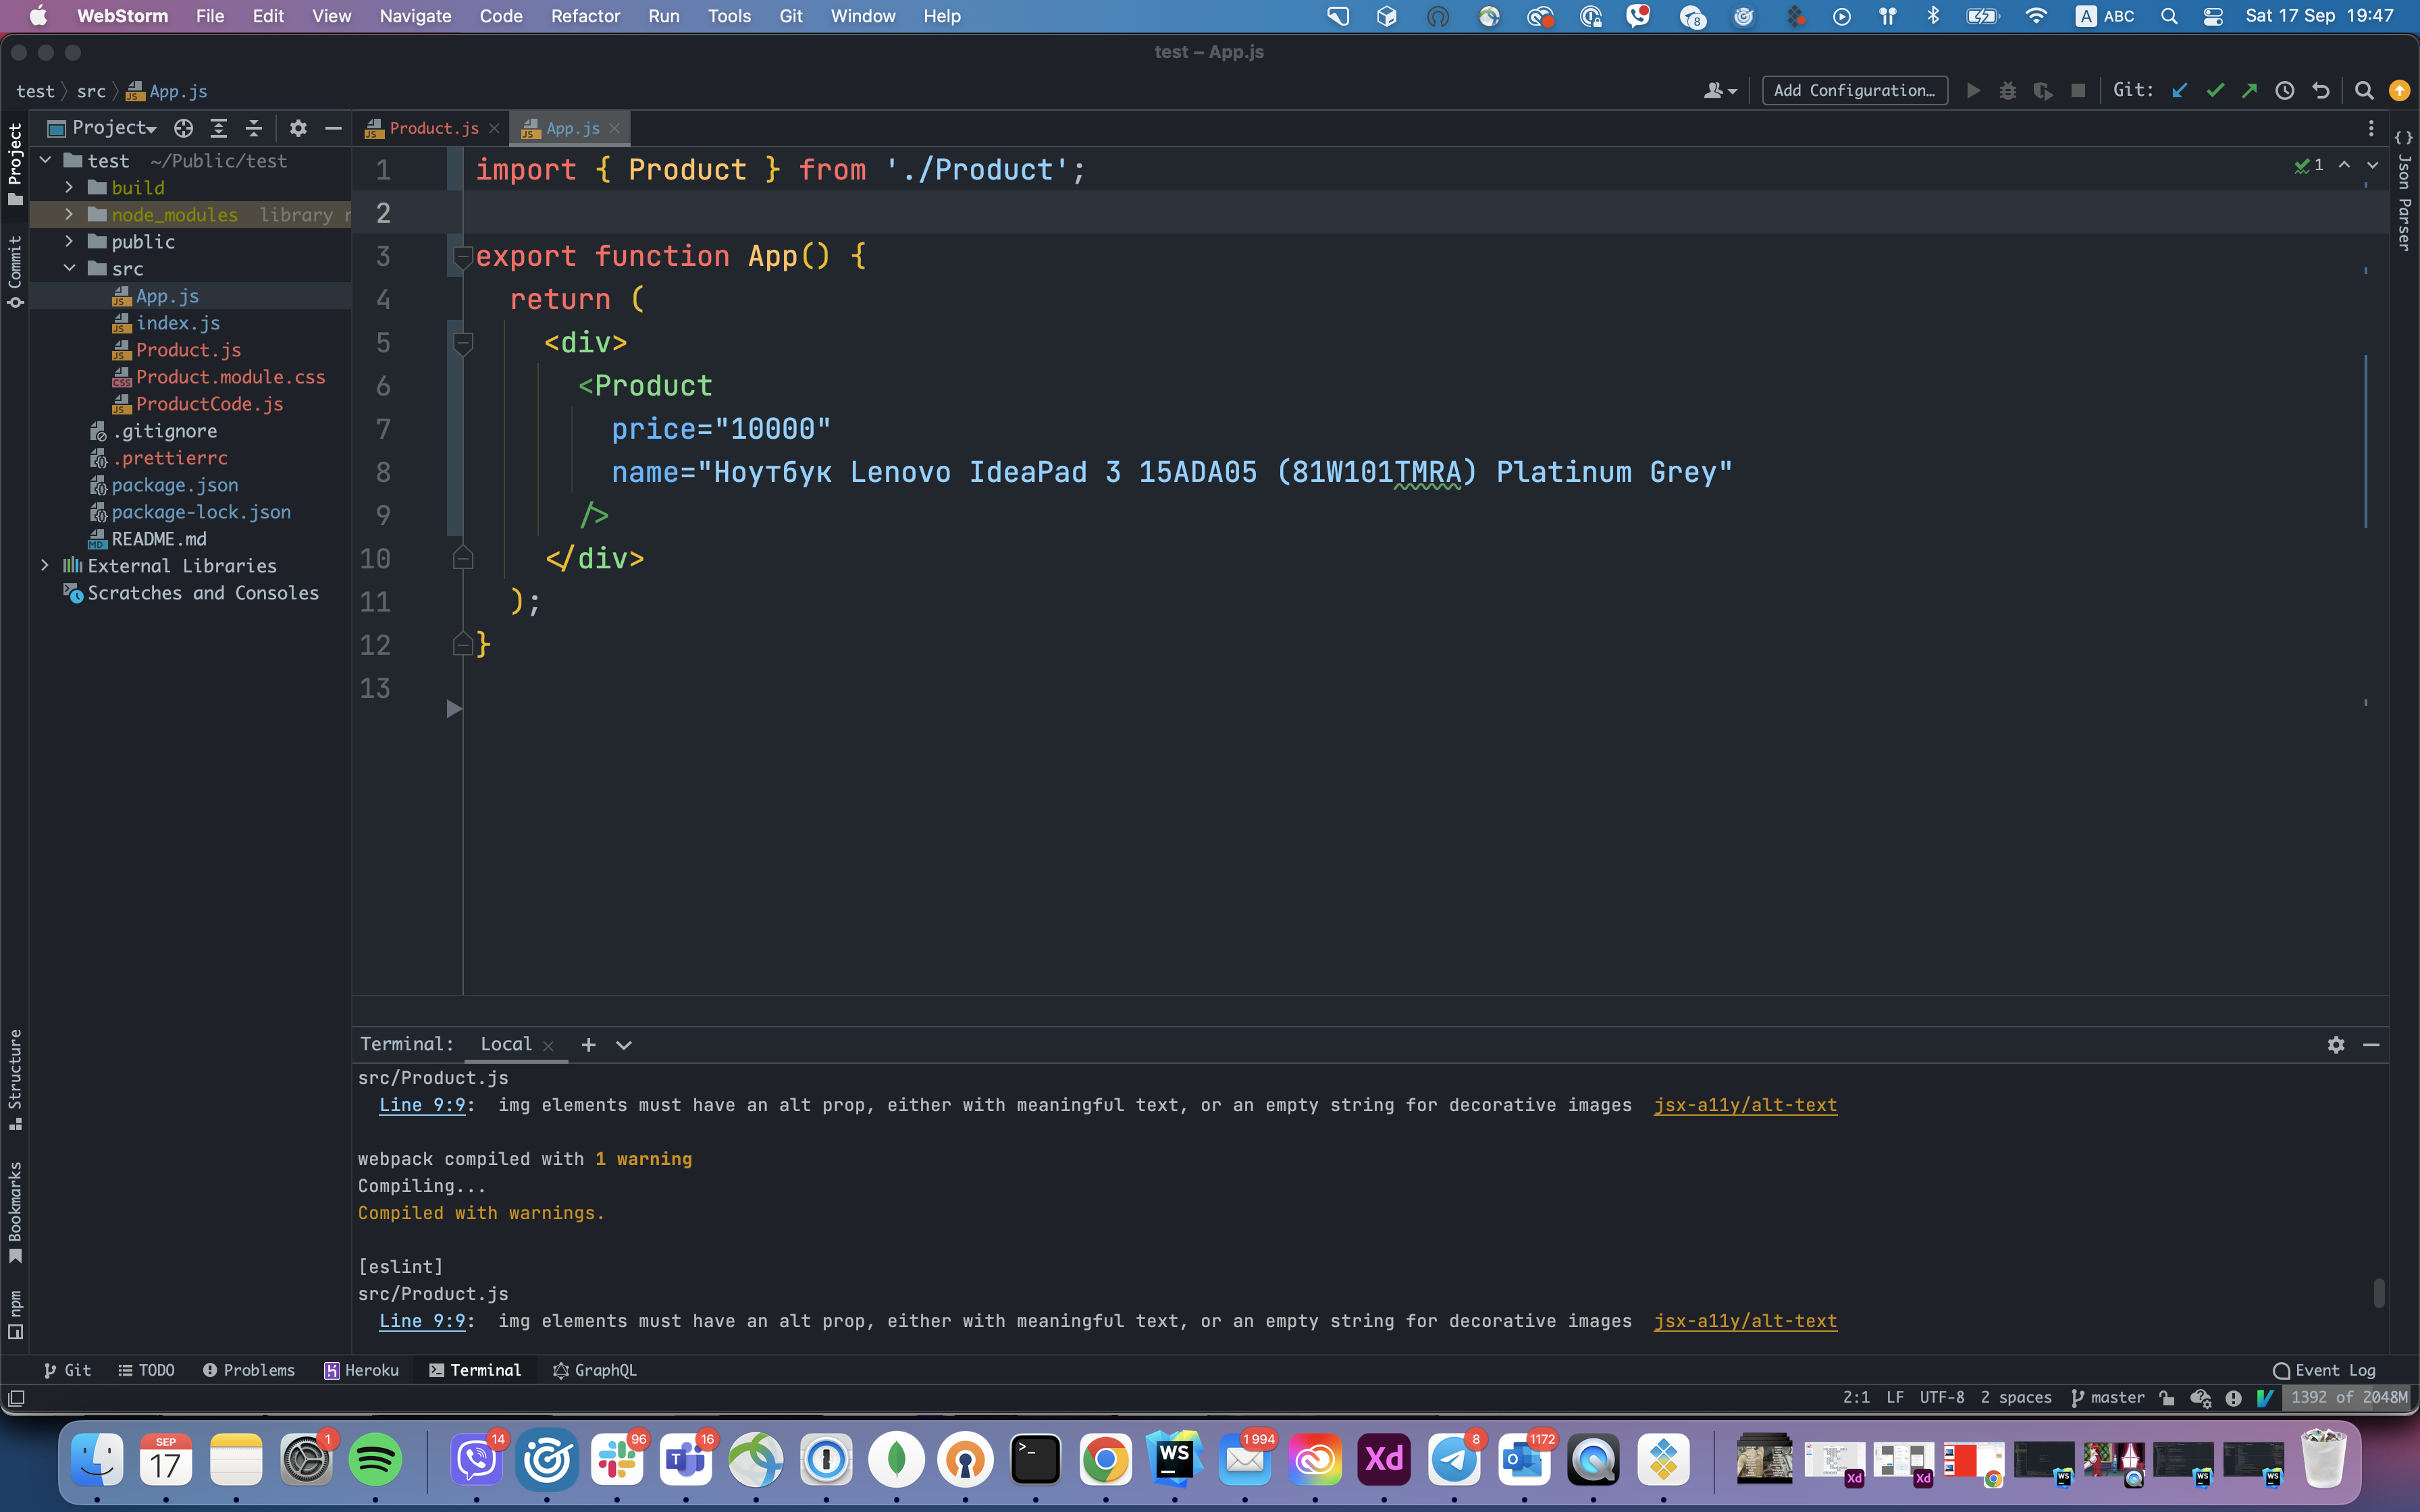 WebStorm File Edit View Navigate Code Refactor Run Tools Git Window Help
8 A ABC Sat 17 Sep 19:47
test – App.js
test src App.js
Add Configuration... Git:
Project
Product.js App.js
Project
Commit
Structure
Bookmarks
npm
Json Parser
test ~/Public/test
build
node_modules library r
public
src
App.js
index.js
Product.js
Product.module.css
ProductCode.js
.gitignore
.prettierrc
package.json
package-lock.json
README.md
External Libraries
Scratches and Consoles
1
1 import { Product } from './Product';
2
3 export function App() {
4 return (
5 <div>
6 <Product
7 price="10000"
8 name="Ноутбук Lenovo IdeaPad 3 15ADA05 (81W101TMRA) Platinum Grey"
9 />
10 </div>
11 );
12 }
13
Terminal: Local
src/Product.js
Line 9:9: img elements must have an alt prop, either with meaningful text, or an empty string for decorative images jsx-a11y/alt-text
webpack compiled with 1 warning
Compiling...
Compiled with warnings.
[eslint]
src/Product.js
Line 9:9: img elements must have an alt prop, either with meaningful text, or an empty string for decorative images jsx-a11y/alt-text
Git TODO Problems Heroku Terminal GraphQL Event Log
2:1 LF UTF-8 2 spaces master 1392 of 2048M
SEP 17 1 14 96 16 WS 1994 Xd 8 1172 Xd Xd WS WS WS